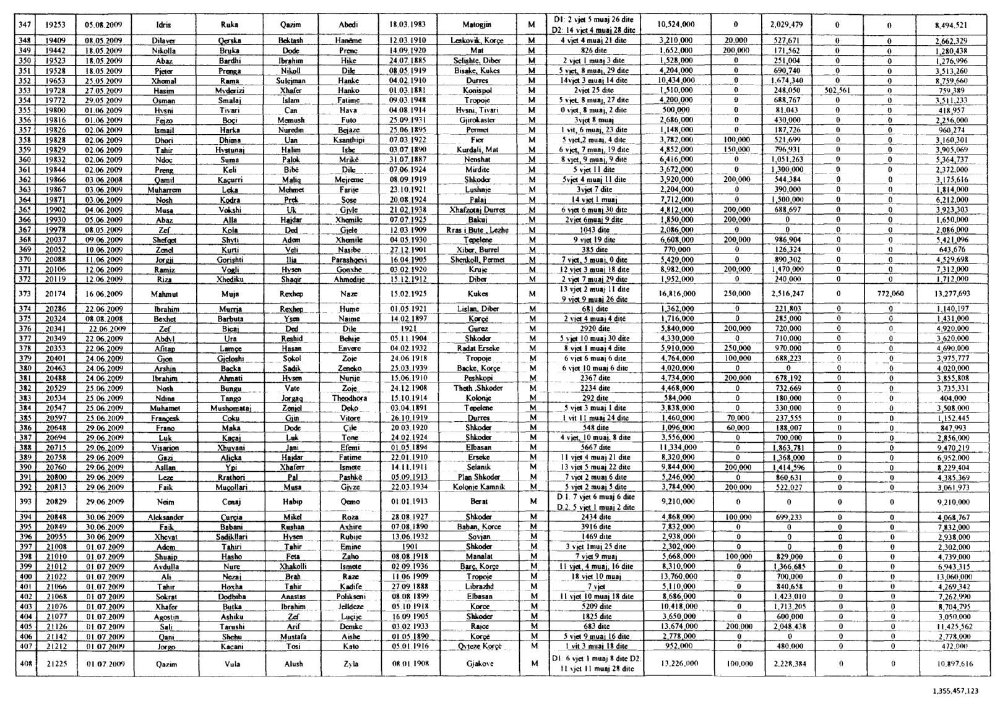 347 19253 05.08.2009 Idris Ruka Qazim Abedi 18.03.1983 Matogjin M D1: 2 vjet 5 muaj 26 dite D2: 14 vjet 4 muaj 28 dite 10,524,000 0 2,029,479 0 0 8,494,521
348 19409 08.05.2009 Dilaver Qerska Bektash Hanëme 12.03.1910 Leskovik, Korçe M 4 vjet 4 muaj 21 dite 3,210,000 20,000 527,671 0 0 2,662,329
349 19442 18.05.2009 Nikolla Bruka Dode Prenc 14.09.1920 Mat M 826 dite 1,652,000 200,000 171,562 0 0 1,280,438
350 19523 18.05.2009 Abaz Bardhi Ibrahim Hike 24.07.1885 Selishte, Diber M 2 vjet 1 muaj 3 dite 1,528,000 0 251,004 0 0 1,276,996
351 19528 18.05.2009 Pjeter Prenga Nikoll Dile 08.05.1919 Bisake, Kukes M 5 vjet, 8 muaj, 29 dite 4,204,000 0 690,740 0 0 3,513,260
352 19653 25.05.2009 Xhemal Rama Sulejman Hanke 04.02.1910 Durres M 14vjet 3 muaj 14 dite 10,434,000 0 1,674,340 0 0 8,759,660
353 19728 27.05.2009 Hasim Myderizi Xhafer Hanko 01.03.1881 Konispol M 2vjet 25 dite 1,510,000 0 248,050 502,561 0 759,389
354 19772 29.05.2009 Osman Smalaj Islam Fatime 09.03.1948 Tropoje M 5 vjet, 8 muaj, 27 dite 4,200,000 0 688,767 0 0 3,511,233
355 19800 01.06.2009 Hysni Tivari Can Hava 04.08.1914 Hysni, Tivari M 0 vjet, 8 muaj, 2 dite 500,000 0 81,043 0 0 418,957
356 19816 01.06.2009 Fejzo Boçi Memush Futo 25.09.1931 Gjirokaster M 3vjet 8 muaj 2,686,000 0 430,000 0 0 2,256,000
357 19826 02.06.2009 Ismail Harka Nuredin Bejaze 25.06.1895 Permet M 1 vit, 6 muaj, 23 dite 1,148,000 0 187,726 0 0 960,274
358 19828 02.06.2009 Dhori Dhima Uan Ksanthipi 07.03.1922 Fier M 5 vjet,2 muaj, 4 dite 3,782,000 100,000 521,699 0 0 3,160,301
359 19829 02.06.2009 Tahir Hystunaj Halim Ishe 03.07.1890 Kurdali, Mat M 6 vjet, 7 muaj, 19 dite 4,852,000 150,000 796,931 0 0 3,905,069
360 19832 02.06.2009 Ndoc Suma Palok Mrikë 31.07.1887 Nenshat M 8 vjet, 9 muaj, 9 ditë 6,416,000 0 1,051,263 0 0 5,364,737
361 19844 02.06.2009 Preng Keli Bibë Dile 07.06.1924 Mirdite M 5 vjet 11 dite 3,672,000 0 1,300,000 0 0 2,372,000
362 19866 03.06.2008 Qamil Kaçurri Maliq Mejreme 08.09.1919 Shkoder M 5vjet 4 muaj 11 dite 3,920,000 200,000 544,384 0 0 3,175,616
363 19867 03.06.2009 Muharrem Leka Mehmet Farije 23.10.1921 Lushnje M 3vjet 7 dite 2,204,000 0 390,000 0 0 1,814,000
364 19871 03.06.2009 Nosh Kodra Prek Sose 20.08.1924 Palaj M 14 vjet 1 muaj 7,712,000 0 1,500,000 0 0 6,212,000
365 19902 04.06.2009 Musa Vokshi Uk Gjyle 21.02.1938 Xhafzotaj Durres M 6 vjet 6 muaj 30 dite 4,812,000 200,000 688,697 0 0 3,923,303
366 19930 05.06.2009 Abaz Alla Hajdar Xhemile 07.07.1925 Bakuj M 2vjet 6muaj 9 dite 1,850,000 200,000 0 0 0 1,650,000
367 19978 08.05.2009 Zef Kola Ded Gjele 12.03.1909 Rras i Bute , Lezhe M 1043 dite 2,086,000 0 0 0 0 2,086,000
368 20037 09.06.2009 Shefqet Shyti Adem Xhemile 04.05.1930 Tepelene M 9 vjet 19 dite 6,608,000 200,000 986,904 0 0 5,421,096
369 20052 10.06.2009 Zenel Kurti Veli Nasibe 27.12.1901 Xiber, Burrel M 385 dite 770,000 0 126,324 0 0 643,676
370 20088 11.06.2009 Jorgji Gorishti Ilia Parashqevi 16.04.1905 Shenkoll, Permet M 7 vjet, 5 muaj, 0 dite 5,420,000 0 890,302 0 0 4,529,698
371 20106 12.06.2009 Ramiz Vogli Hysen Gonxhe 03.02.1920 Kruje M 12 vjet 3 muaj 18 dite 8,982,000 200,000 1,470,000 0 0 7,312,000
372 20119 12.06.2009 Riza Xhediku Shaqir Ahmedije 15.12.1912 Diber M 2 vjet 7 muaj 29 dite 1,952,000 0 240,000 0 0 1,712,000
373 20174 16.06.2009 Mahmut Muja Rexhep Naze 15.02.1925 Kukes M 13 vjet 2 muaj 11 dite 9 vjet 9 muaj 26 dite 16,816,000 250,000 2,516,247 0 772,060 13,277,693
374 20286 22.06.2009 Ibrahim Murrja Rexhep Hume 01.05.1921 Lislan, Diber M 681 dite 1,362,000 0 221,803 0 0 1,140,197
375 20324 08.08.2008 Bexhet Barbuta Ysen Naime 14.02.1897 Korçë M 2 vjet 4 muaj 4 ditë 1,716,000 0 285,000 0 0 1,431,000
376 20341 22.06.2009 Zef Bicaj Ded Dile 1921 Gurez M 2920 dite 5,840,000 200,000 720,000 0 0 4,920,000
377 20349 22.06.2009 Abdyl Ura Reshid Behije 05.11.1904 Shkoder M 5 vjet 10 muaj 30 dite 4,330,000 0 710,000 0 0 3,620,000
378 20353 22.06.2009 Afitap Lamçe Hasan Envere 04.02.1932 Radat Erseke M 8 vjet 1 muaj 4 dite 5,910,000 250,000 970,000 0 0 4,690,000
379 20401 24.06.2009 Gjon Gjeloshi Sokol Zoje 24.06.1918 Tropoje M 6 vjet 6 muaj 6 dite 4,764,000 100,000 688,223 0 0 3,975,777
380 20463 24.06.2009 Arshin Backa Sadik Zeneko 25.03.1939 Backe, Korçe M 6 vjet 10 muaj 6 dite 4,020,000 0 0 0 0 4,020,000
381 20488 24.06.2009 Ibrahim Ahmati Hysen Nurije 15.06.1910 Peshkopi M 2367 dite 4,734,000 200,000 678,192 0 0 3,855,808
382 20529 25.06.2009 Nosh Bungu Vate Zoje 24.12.1908 Theth ,Shkoder M 2234 dite 4,468,000 0 732,669 0 0 3,735,331
383 20534 25.06.2009 Ndina Tango Jorgaq Theodhora 15.10.1914 Kolonje M 292 dite 584,000 0 180,000 0 0 404,000
384 20547 25.06.2009 Muhamet Mushomataj Zenjel Deko 03.04.1891 Tepelene M 5 vjet 3 muaj 1 dite 3,838,000 0 330,000 0 0 3,508,000
385 20597 25.06.2009 Françesk Coku Gjin Vitore 26.10.1919 Durres M 1 vit 11 muaj 24 dite 1,460,000 70,000 237,555 0 0 1,152,445
386 20648 29.06.2009 Frano Maka Dode Çile 20.03.1920 Shkoder M 548 dite 1,096,000 60,000 188,007 0 0 847,993
387 20694 29.06.2009 Luk Kaçaj Luk Tone 24.02.1924 Shkoder M 4 vjet, 10 muaj, 8 dite 3,556,000 0 700,000 0 0 2,856,000
388 20715 29.06.2009 Visarion Xhuvani Jani Efemi 01.05.1894 Elbasan M 5667 dite 11,334,000 0 1,863,781 0 0 9,470,219
389 20758 29.06.2009 Gazi Aliçka Hajdar Fatime 22.01.1910 Erseke M 11 vjet 4 muaj 21 dite 8,320,000 0 1,368,000 0 0 6,952,000
390 20760 29.06.2009 Asllan Ypi Xhaferr Ismete 14.11.1911 Selanik M 13 vjet 5 muaj 22 dite 9,844,000 200,000 1,414,596 0 0 8,229,404
391 20800 29.06.2009 Leze Rrathori Pal Pashkë 05.09.1913 Plan Shkoder M 7 vjet 2 muaj 6 dite 5,246,000 0 860,631 0 0 4,385,369
392 20813 29.06.2009 Faik Muçollari Musa Gjyze 22.03.1934 Kolonje Kamnik M 5 vjet 2 muaj 5 dite 3,784,000 200,000 522,027 0 0 3,061,973
393 20829 29.06.2009 Neim Cenaj Habip Qemo 01.01.1913 Berat M D.1. 7 vjet 6 muaj 6 dite D.2. 5 vjet 1 muaj 2 dite 9,210,000 0 0 0 0 9,210,000
394 20848 30.06.2009 Aleksander Çurçia Mikel Roza 28.08.1927 Shkoder M 2434 dite 4,868,000 100,000 699,233 0 0 4,068,767
395 20849 30.06.2009 Faik Babani Rushan Axhire 07.08.1890 Baban, Korce M 3916 dite 7,832,000 0 0 0 0 7,832,000
396 20955 30.06.2009 Xhevat Sadikllari Hysen Rubije 13.06.1932 Sovjan M 1469 dite 2,938,000 0 0 0 0 2,938,000
397 21008 01.07.2009 Adem Tahiri Tahir Emine 1901 Shkoder M 3 vjet 1muj 25 dite 2,302,000 0 0 0 0 2,302,000
398 21010 01.07.2009 Shuaip Hasho Feta Zaho 08.08.1918 Manalat M 7 vjet 9 muaj 5,668,000 100,000 829,000 0 0 4,739,000
399 21012 01.07.2009 Avdulla Nure Xhakolli Ismete 02.09.1936 Barç, Korçe M 11 vjet, 4 muaj, 16 dite 8,310,000 0 1,366,685 0 0 6,943,315
400 21022 01.07.2009 Ali Nezaj Brah Raze 11.06.1909 Tropoje M 18 vjet 10 muaj 13,760,000 0 700,000 0 0 13,060,000
401 21066 01.07.2009 Tahir Hoxha Tahir Kadife 27.09.1888 Librazhd M 7 vjet 5,110,000 0 840,658 0 0 4,269,342
402 21068 01.07.2009 Sokrat Dodbiba Anastas Polikseni 08.08.1899 Elbasan M 11 vjet 10 muaj 18 dite 8,686,000 0 1,423,010 0 0 7,262,990
403 21076 01.07.2009 Xhafer Butka Ibrahim Jelldeze 05.10.1918 Korce M 5209 dite 10,418,000 0 1,713,205 0 0 8,704,795
404 21077 01.07.2009 Agostin Ashiku Zef Luçije 16.09.1905 Shkoder M 1825 dite 3,650,000 0 600,000 0 0 3,050,000
405 21126 01.07.2009 Sali Tarushi Arif Demke 03.02.1933 Rajce M 683 dite 13,674,000 200,000 2,048,438 0 0 11,425,562
406 21142 01.07.2009 Qani Shehu Mustafa Aishe 01.05.1890 Korçë M 5 vjet 9 muaj 16 dite 2,778,000 0 0 0 0 2,778,000
407 21212 01.07.2009 Jorgo Kacani Tosi Kato 05.01.1916 Qyteze Korçë M 1 vit 3 muaj 18 dite 952,000 0 480,000 0 0 472,000
408 21225 01.07.2009 Qazim Vula Alush Zyla 08.01.1908 Gjakove M D1. 6 vjet 1 muaj 8 dite D2. 11 vjet 11 muaj 28 dite 13,226,000 100,000 2,228,384 0 0 10,897,616
1,355,457,123